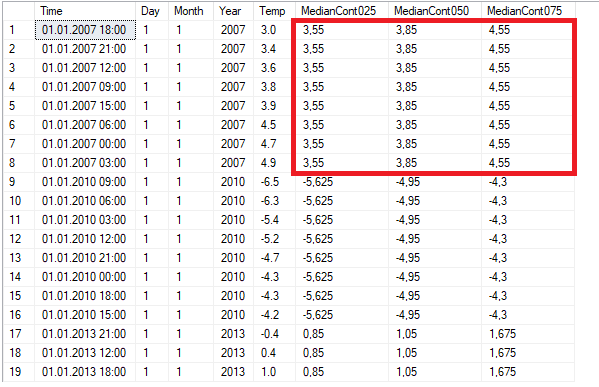 Time Day Month Year Temp MedianCont025 MedianCont050 MedianCont075
1 01.01.2007 18:00 1 1 2007 3.0 3,55 3,85 4,55
2 01.01.2007 21:00 1 1 2007 3.4 3,55 3,85 4,55
3 01.01.2007 12:00 1 1 2007 3.6 3,55 3,85 4,55
4 01.01.2007 09:00 1 1 2007 3.8 3,55 3,85 4,55
5 01.01.2007 15:00 1 1 2007 3.9 3,55 3,85 4,55
6 01.01.2007 06:00 1 1 2007 4.5 3,55 3,85 4,55
7 01.01.2007 00:00 1 1 2007 4.7 3,55 3,85 4,55
8 01.01.2007 03:00 1 1 2007 4.9 3,55 3,85 4,55
9 01.01.2010 09:00 1 1 2010 -6.5 -5,625 -4,95 -4,3
10 01.01.2010 06:00 1 1 2010 -6.3 -5,625 -4,95 -4,3
11 01.01.2010 03:00 1 1 2010 -5.4 -5,625 -4,95 -4,3
12 01.01.2010 12:00 1 1 2010 -5.2 -5,625 -4,95 -4,3
13 01.01.2010 21:00 1 1 2010 -4.7 -5,625 -4,95 -4,3
14 01.01.2010 00:00 1 1 2010 -4.3 -5,625 -4,95 -4,3
15 01.01.2010 18:00 1 1 2010 -4.3 -5,625 -4,95 -4,3
16 01.01.2010 15:00 1 1 2010 -4.2 -5,625 -4,95 -4,3
17 01.01.2013 21:00 1 1 2013 -0.4 0,85 1,05 1,675
18 01.01.2013 12:00 1 1 2013 0.4 0,85 1,05 1,675
19 01.01.2013 18:00 1 1 2013 1.0 0,85 1,05 1,675